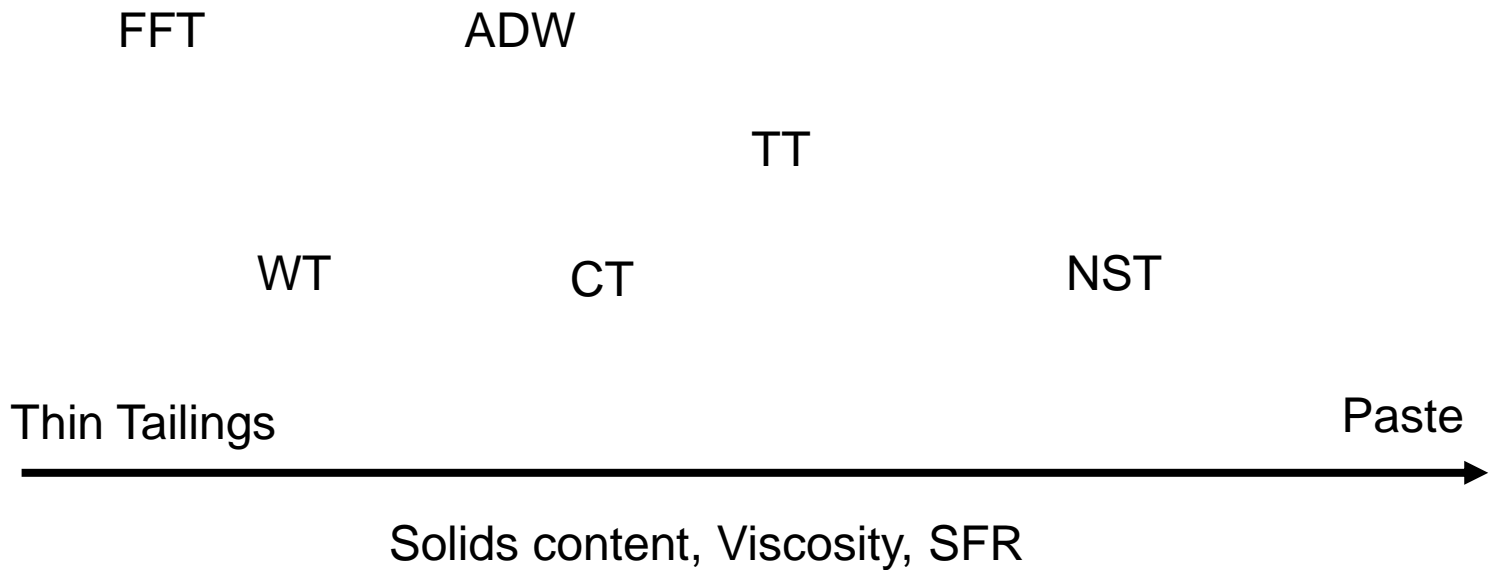 FFT ADW
TT
WT CT NST
Thin Tailings Paste
Solids content, Viscosity, SFR